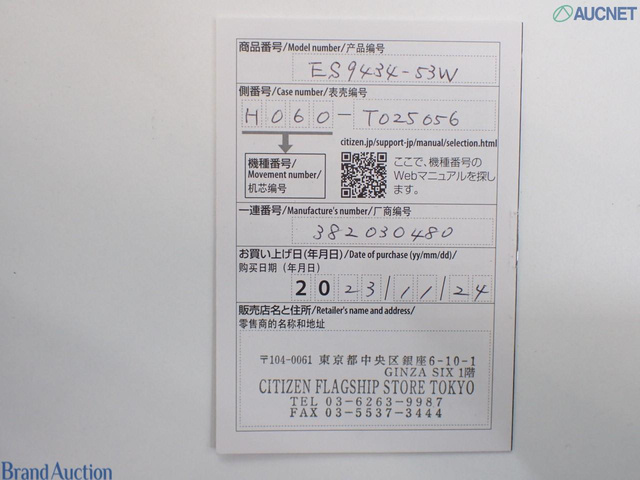 AUCNET
商品番号/Model number/产品编号
ES9434-53W
側番号/Case number/表壳编号
H060-T025056
citizen.jp/support-jp/manual/selection.html
機種番号/
Movement number/
机芯编号
ここで、機種番号の
Webマニュアルを探し
ます。
一連番号/Manufacture's number/厂商编号
382030480
お買い上げ日(年月日)/Date of purchase (yy/mm/dd)/
购买日期(年月日)
2023/11/24
販売店名と住所/Retailer's name and address/
零售商的名称和地址
〒104-0061 東京都中央区銀座6-10-1
GINZA SIX 1階
CITIZEN FLAGSHIP STORE TOKYO
TEL 03-6263-9987
FAX 03-5537-3444
Brand Auction